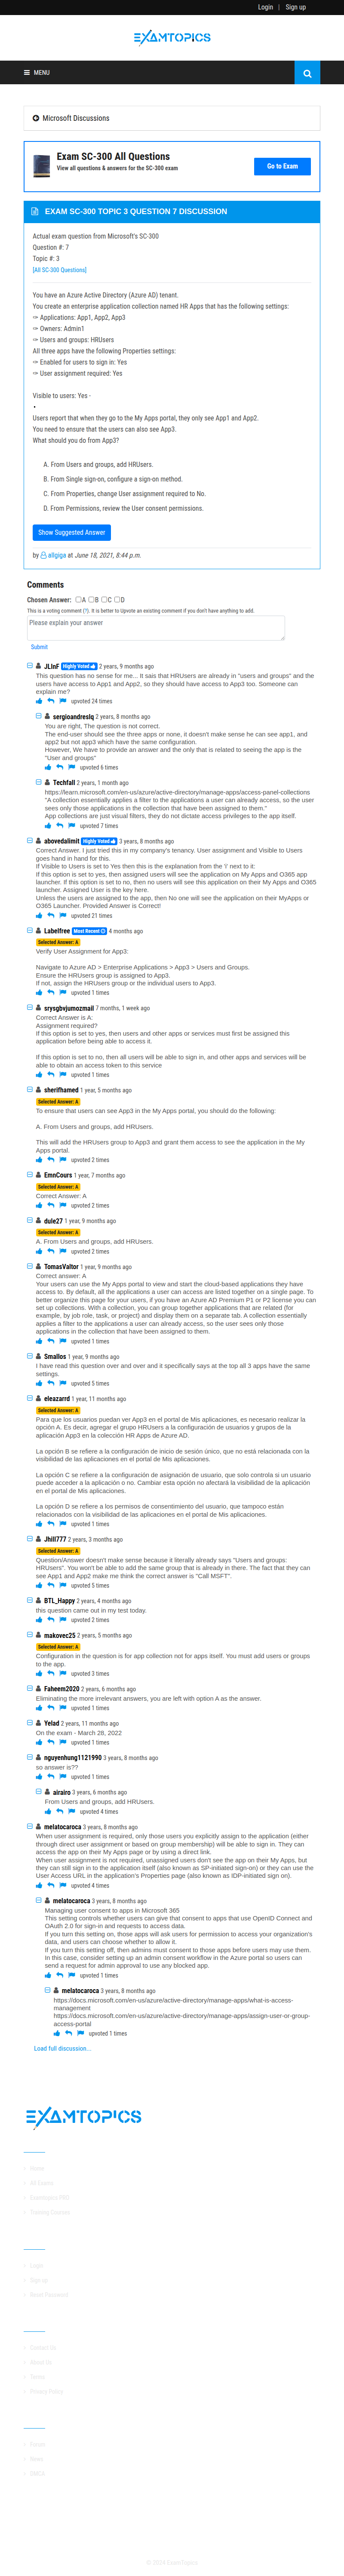 Login | Sign up
EXAMTOPICS
MENU
Microsoft Discussions
Exam SC-300 All Questions
View all questions & answers for the SC-300 exam
Go to Exam
EXAM SC-300 TOPIC 3 QUESTION 7 DISCUSSION
Actual exam question from Microsoft's SC-300
Question #: 7
Topic #: 3
[All SC-300 Questions]
You have an Azure Active Directory (Azure AD) tenant.
You create an enterprise application collection named HR Apps that has the following settings:
✑ Applications: App1, App2, App3
✑ Owners: Admin1
✑ Users and groups: HRUsers
All three apps have the following Properties settings:
✑ Enabled for users to sign in: Yes
✑ User assignment required: Yes
Visible to users: Yes -
•
Users report that when they go to the My Apps portal, they only see App1 and App2.
You need to ensure that the users can also see App3.
What should you do from App3?
A. From Users and groups, add HRUsers.
B. From Single sign-on, configure a sign-on method.
C. From Properties, change User assignment required to No.
D. From Permissions, review the User consent permissions.
Show Suggested Answer
by allgiga at June 18, 2021, 8:44 p.m.
Comments
Chosen Answer: A B C D
This is a voting comment (?). It is better to Upvote an existing comment if you don't have anything to add.
Please explain your answer
Submit
JLInF Highly Voted 2 years, 9 months ago
This question has no sense for me... It sais that HRUsers are already in "users and groups" and the
users have access to App1 and App2, so they should have access to App3 too. Someone can
explain me?
upvoted 24 times
sergioandreslq 2 years, 8 months ago
You are right, The question is not correct.
The end-user should see the three apps or none, it doesn't make sense he can see app1, and
app2 but not app3 which have the same configuration.
However, We have to provide an answer and the only that is related to seeing the app is the
"User and groups"
upvoted 6 times
Techfall 2 years, 1 month ago
https://learn.microsoft.com/en-us/azure/active-directory/manage-apps/access-panel-collections
"A collection essentially applies a filter to the applications a user can already access, so the user
sees only those applications in the collection that have been assigned to them."
App collections are just visual filters, they do not dictate access privileges to the app itself.
upvoted 7 times
abovedalimit Highly Voted 3 years, 8 months ago
Correct Answer. I just tried this in my company's tenancy. User assignment and Visible to Users
goes hand in hand for this.
If Visible to Users is set to Yes then this is the explanation from the 'i' next to it:
If this option is set to yes, then assigned users will see the application on My Apps and O365 app
launcher. If this option is set to no, then no users will see this application on their My Apps and O365
launcher. Assigned User is the key here.
Unless the users are assigned to the app, then No one will see the application on their MyApps or
O365 Launcher. Provided Answer is Correct!
upvoted 21 times
Labelfree Most Recent 4 months ago
Selected Answer: A
Verify User Assignment for App3:
Navigate to Azure AD > Enterprise Applications > App3 > Users and Groups.
Ensure the HRUsers group is assigned to App3.
If not, assign the HRUsers group to App3. Once in the group the individual users have access.
upvoted 1 times
srysgbvjumozmail 7 months, 1 week ago
Correct Answer is A:
Assignment required?
If this option is set to yes, then users and other apps or services must first be assigned this
application before being able to access it.
If this option is set to no, then all users will be able to sign in, and other apps and services will be
able to obtain an access token to this service
upvoted 1 times
sherifhamed 1 year, 5 months ago
Selected Answer: A
To ensure that users can see App3 in the My Apps portal, you should do the following:
A. From Users and groups, add HRUsers.
This will add the HRUsers group to App3 and grant them access to see the application in the My
Apps portal.
upvoted 2 times
EmnCours 1 year, 7 months ago
Selected Answer: A
Correct Answer: A
upvoted 2 times
dule27 1 year, 9 months ago
Selected Answer: A
A. From Users and groups, add HRUsers.
upvoted 2 times
TomasValtor 1 year, 9 months ago
Correct answer: A
Your users can use the My Apps portal to view and start the cloud-based applications they have
access to. By default, all the applications a user can access are listed together on a single page. To
better organize this page for your users, if you have an Azure AD Premium P1 or P2 license you can
set up collections. With a collection, you can group together applications that are related (for
example, by job role, task, or project) and display them on a separate tab. A collection essentially
applies a filter to the applications a user can already access, so the user sees only those
applications in the collection that have been assigned to them.
upvoted 1 times
Smallos 1 year, 9 months ago
I have read this question over and over and it specifically says at the top all 3 apps have the same
settings.
upvoted 5 times
eleazarrd 1 year, 11 months ago
Selected Answer: A
Para que los usuarios puedan ver App3 en el portal de Mis aplicaciones, es necesario realizar la
opción A. Es decir, agregar el grupo HRUsers a la configuración de usuarios y grupos de la
aplicación App3 en la colección HR Apps de Azure AD.
La opción B se refiere a la configuración de inicio de sesión único, que no está relacionada con la
visibilidad de las aplicaciones en el portal de Mis aplicaciones.
La opción C se refiere a la configuración de asignación de usuario, que solo controla si un usuario
puede acceder a la aplicación o no. Cambiar esta opción no afectará la visibilidad de la aplicación
en el portal de Mis aplicaciones.
La opción D se refiere a los permisos de consentimiento del usuario, que tampoco están
relacionados con la visibilidad de las aplicaciones en el portal de Mis aplicaciones.
upvoted 1 times
Jhill777 2 years, 3 months ago
Selected Answer: A
Question/Answer doesn't make sense because it literally already says "Users and groups:
HRUsers". You won't be able to add the same group that is already in there. The fact that they can
see App1 and App2 make me think the correct answer is "Call MSFT".
upvoted 5 times
BTL_Happy 2 years, 4 months ago
this question came out in my test today.
upvoted 2 times
makovec25 2 years, 5 months ago
Selected Answer: A
Configuration in the question is for app collection not for apps itself. You must add users or groups
to the app.
upvoted 3 times
Faheem2020 2 years, 6 months ago
Eliminating the more irrelevant answers, you are left with option A as the answer.
upvoted 1 times
Yelad 2 years, 11 months ago
On the exam - March 28, 2022
upvoted 1 times
nguyenhung1121990 3 years, 8 months ago
so answer is??
upvoted 1 times
airairo 3 years, 6 months ago
From Users and groups, add HRUsers.
upvoted 4 times
melatocaroca 3 years, 8 months ago
When user assignment is required, only those users you explicitly assign to the application (either
through direct user assignment or based on group membership) will be able to sign in. They can
access the app on their My Apps page or by using a direct link.
When user assignment is not required, unassigned users don't see the app on their My Apps, but
they can still sign in to the application itself (also known as SP-initiated sign-on) or they can use the
User Access URL in the application's Properties page (also known as IDP-initiated sign on).
upvoted 4 times
melatocaroca 3 years, 8 months ago
Managing user consent to apps in Microsoft 365
This setting controls whether users can give that consent to apps that use OpenID Connect and
OAuth 2.0 for sign-in and requests to access data.
If you turn this setting on, those apps will ask users for permission to access your organization's
data, and users can choose whether to allow it.
If you turn this setting off, then admins must consent to those apps before users may use them.
In this case, consider setting up an admin consent workflow in the Azure portal so users can
send a request for admin approval to use any blocked app.
upvoted 1 times
melatocaroca 3 years, 8 months ago
https://docs.microsoft.com/en-us/azure/active-directory/manage-apps/what-is-access-
management
https://docs.microsoft.com/en-us/azure/active-directory/manage-apps/assign-user-or-group-
access-portal
upvoted 1 times
Load full discussion...
EXAMTOPICS
Home
All Exams
Examtopics PRO
Training Courses
Login
Sign up
Reset Password
Contact Us
About Us
Terms
Privacy Policy
Forum
News
DMCA
© 2024 ExamTopics